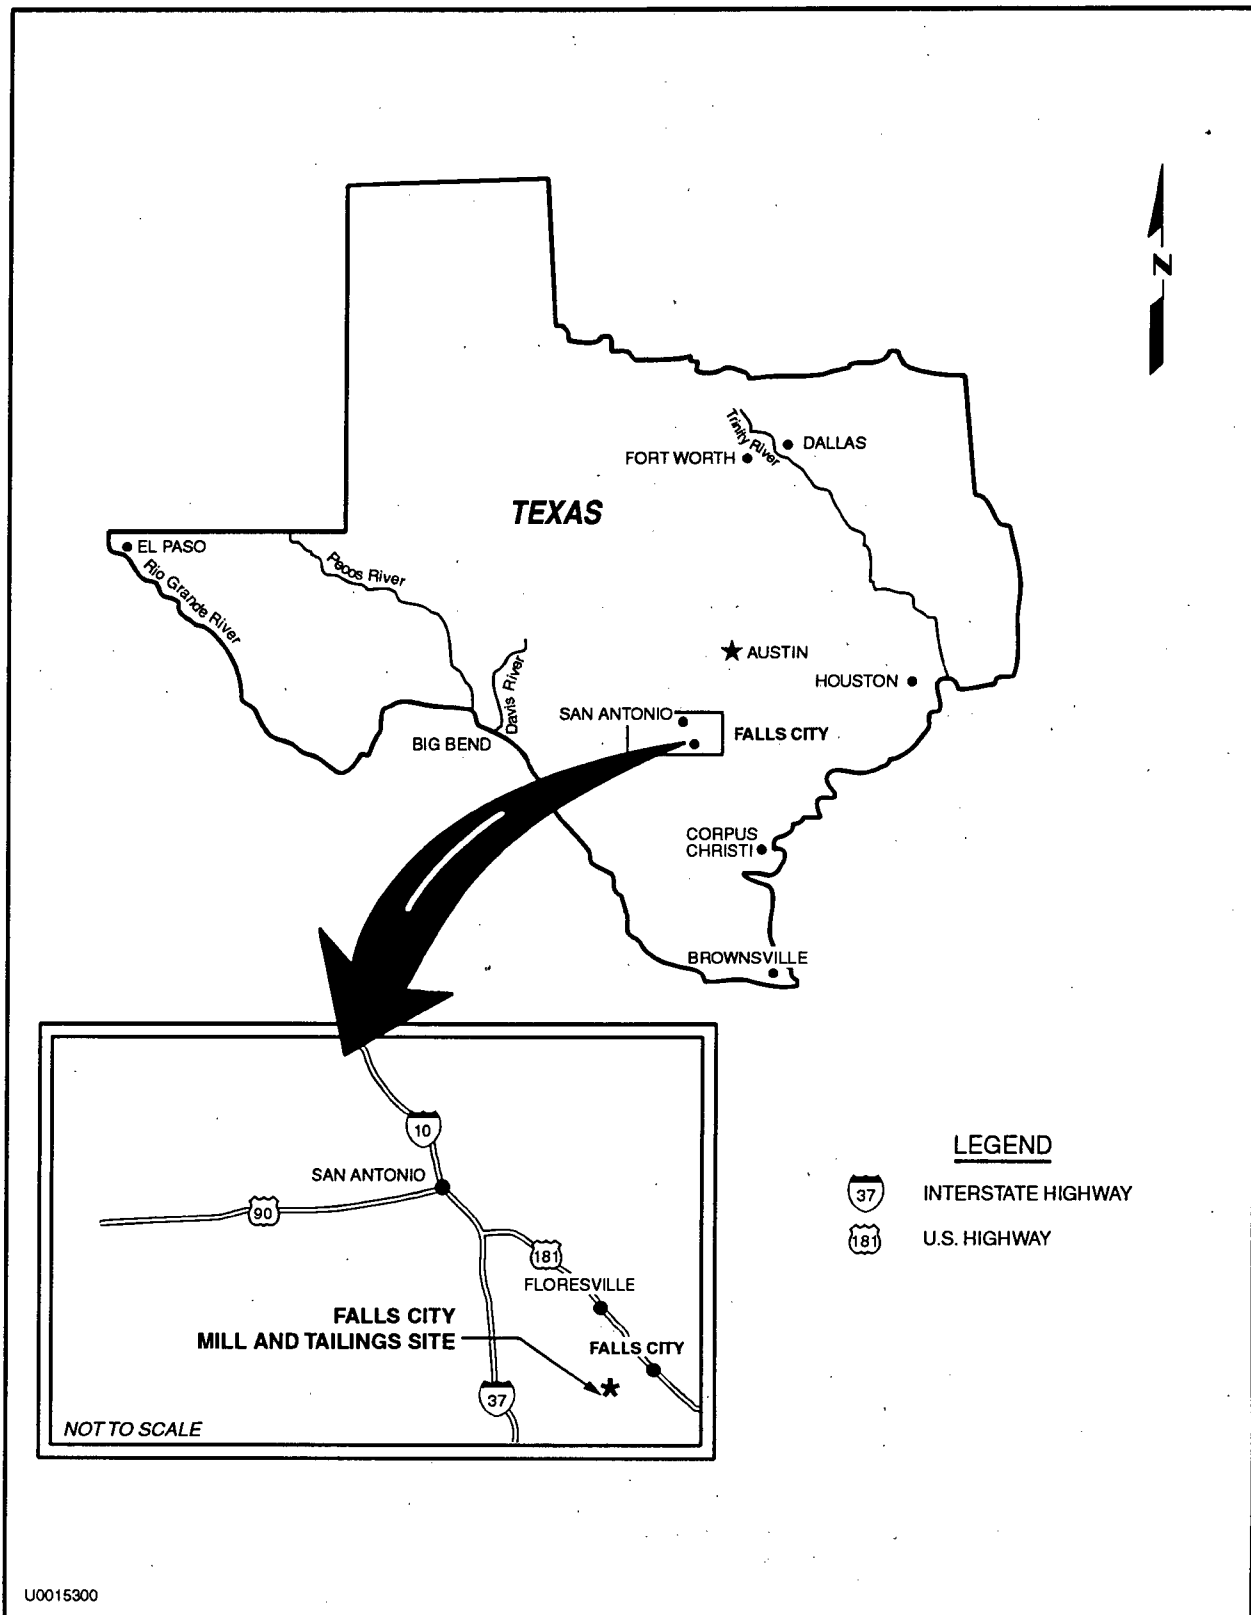 N
Trinity River
DALLAS
FORT WORTH
TEXAS
EL PASO
Pecos River
Rio Grande River
AUSTIN
Davis River
HOUSTON
SAN ANTONIO
FALLS CITY
BIG BEND
CORPUS
CHRISTI
BROWNSVILLE
10
SAN ANTONIO
90
181
FLORESVILLE
FALLS CITY
MILL AND TAILINGS SITE
FALLS CITY
37
NOT TO SCALE
LEGEND
37 INTERSTATE HIGHWAY
181 U.S. HIGHWAY
U0015300